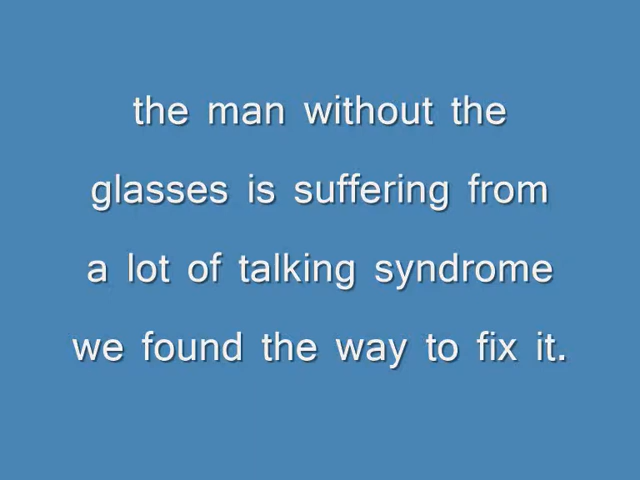 the man without the
glasses is suffering from
a lot of talking syndrome
we found the way to fix it.